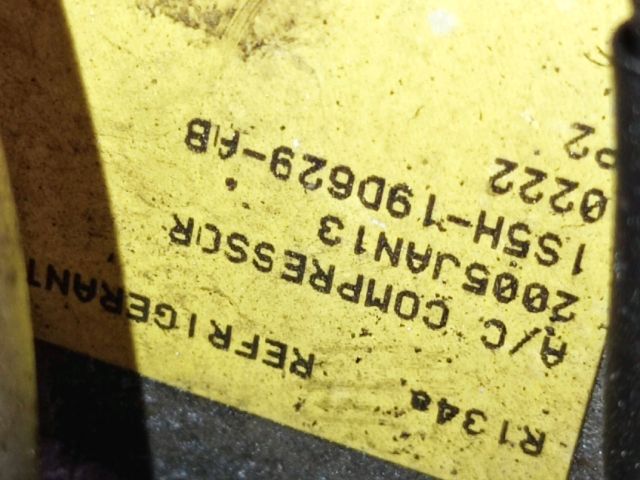 R134a REFRIGERANT
A/C COMPRESSOR
2005JAN13
1S5H-19D629-AB
0222